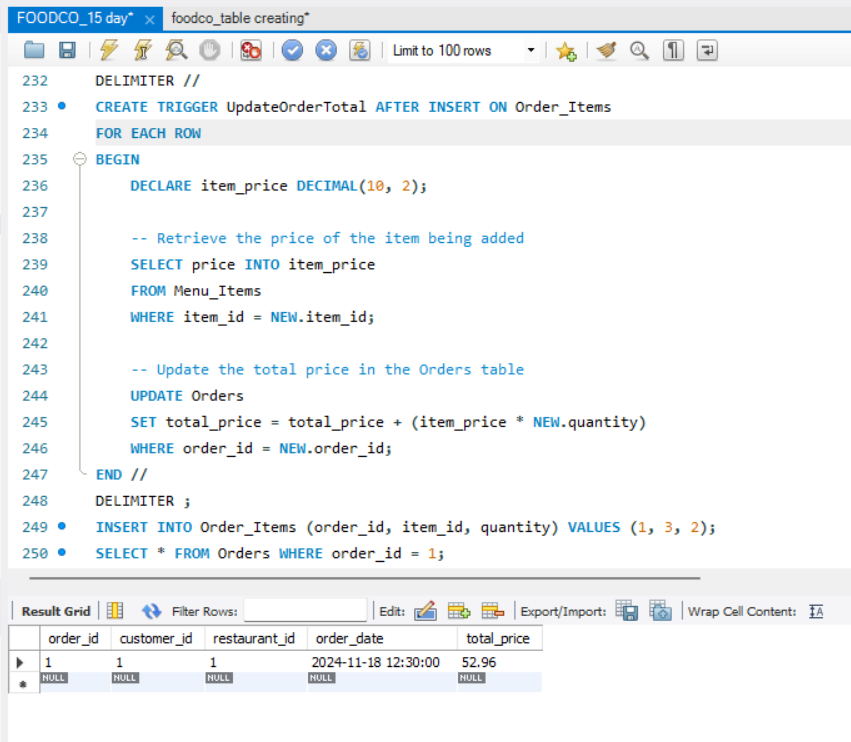 FOODCO_15 day* foodco_table creating*
Limit to 100 rows
232 DELIMITER //
233 CREATE TRIGGER UpdateOrderTotal AFTER INSERT ON Order_Items
234 FOR EACH ROW
235 BEGIN
236 DECLARE item_price DECIMAL(10, 2);
237
238 -- Retrieve the price of the item being added
239 SELECT price INTO item_price
240 FROM Menu_Items
241 WHERE item_id = NEW.item_id;
242
243 -- Update the total price in the Orders table
244 UPDATE Orders
245 SET total_price = total_price + (item_price * NEW.quantity)
246 WHERE order_id = NEW.order_id;
247 END //
248 DELIMITER ;
249 INSERT INTO Order_Items (order_id, item_id, quantity) VALUES (1, 3, 2);
250 SELECT * FROM Orders WHERE order_id = 1;
Result Grid Filter Rows: Edit: Export/Import: Wrap Cell Content:
order_id customer_id restaurant_id order_date total_price
1 1 1 2024-11-18 12:30:00 52.96
NULL NULL NULL NULL NULL